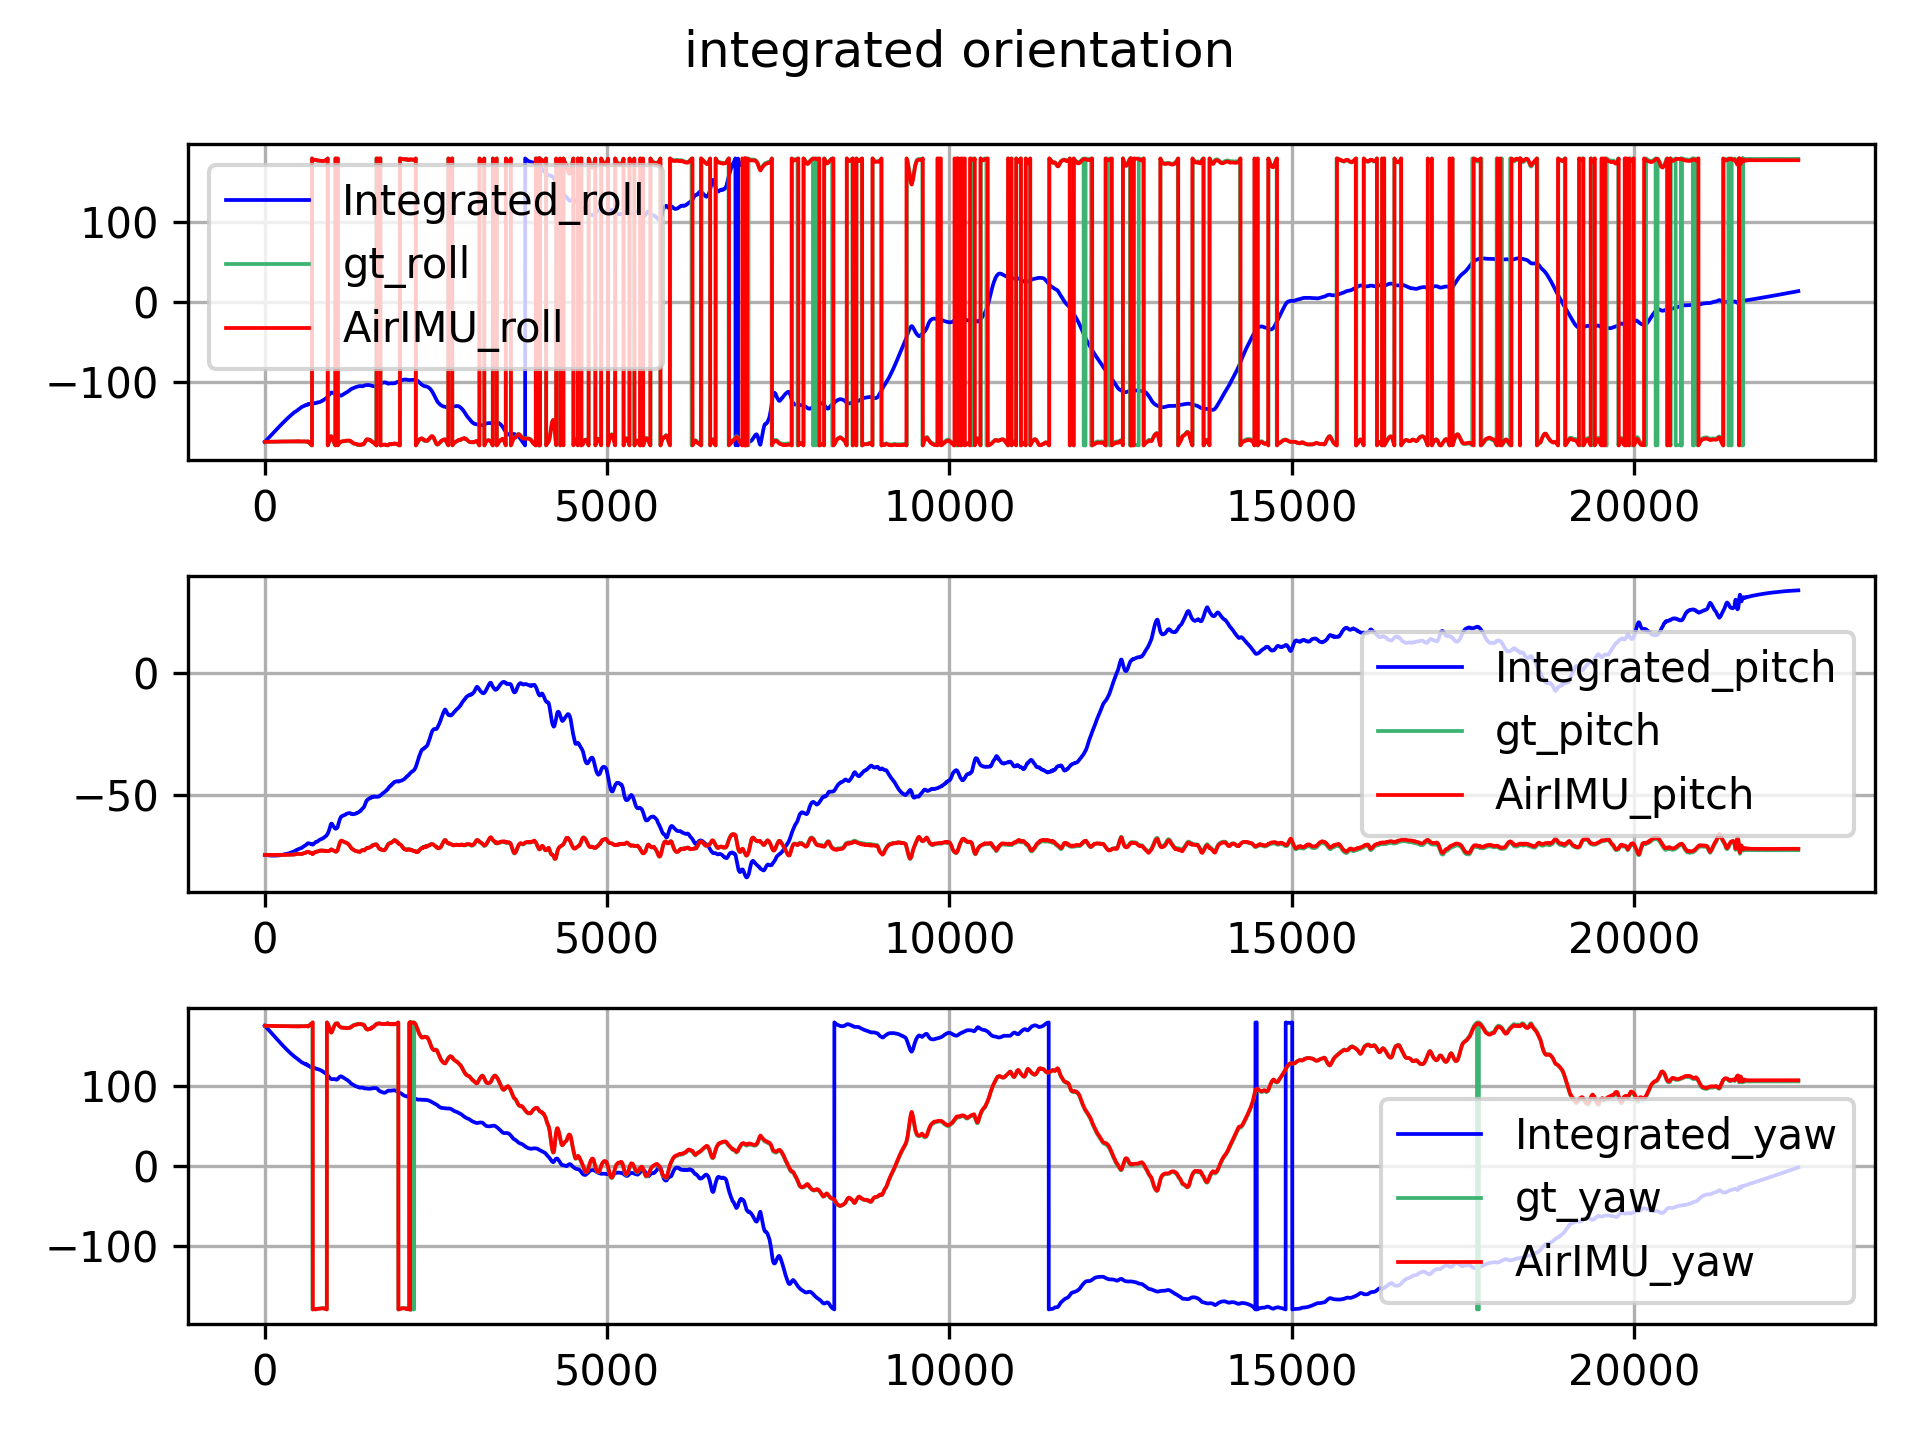 integrated orientation
100
0
−100
Integrated_roll
gt_roll
AirIMU_roll
0 5000 10000 15000 20000
0
−50
Integrated_pitch
gt_pitch
AirIMU_pitch
0 5000 10000 15000 20000
100
0
−100
Integrated_yaw
gt_yaw
AirIMU_yaw
0 5000 10000 15000 20000